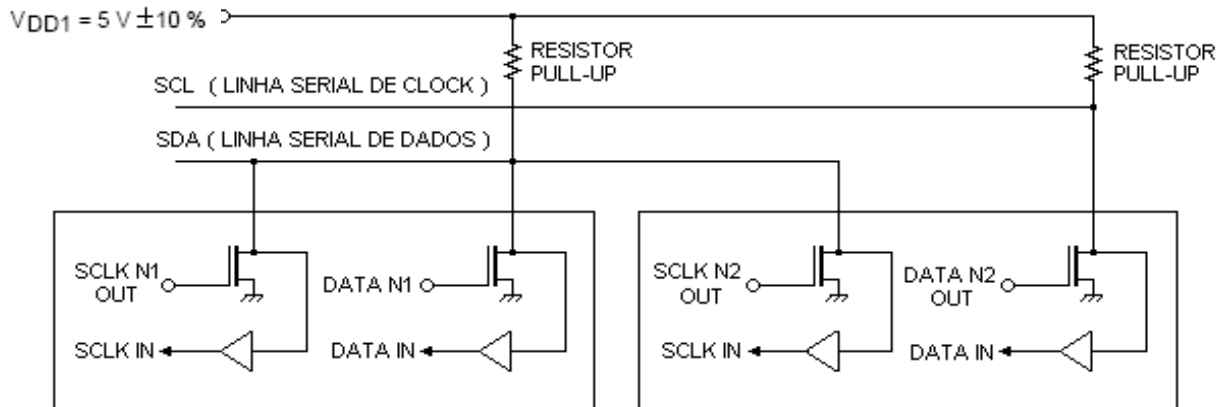 VDD1 = 5 V ±10 %
RESISTOR
PULL-UP
RESISTOR
PULL-UP
SCL ( LINHA SERIAL DE CLOCK )
SDA ( LINHA SERIAL DE DADOS )
SCLK N1
OUT
DATA N1
SCLK N2
OUT
DATA N2
OUT
SCLK IN
DATA IN
SCLK IN
DATA IN